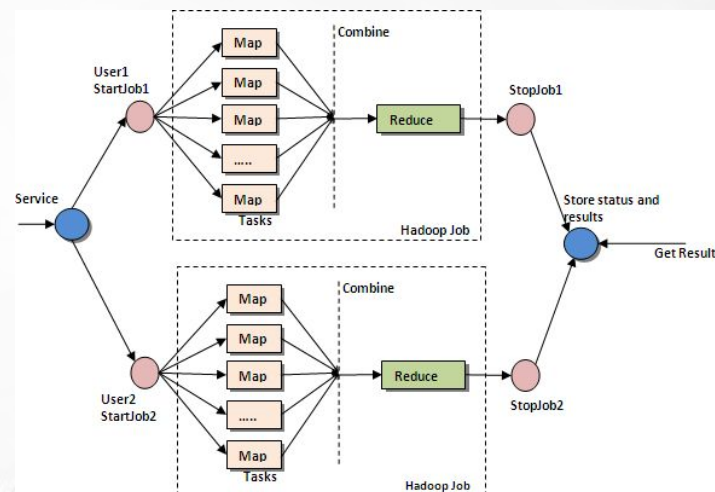 Map
Combine
User1
StartJob1
Map
StopJob1
Map
Reduce
.....
Service
Map
Store status and
results
Tasks
Hadoop Job
Get Result
Map
Combine
Map
Map
Reduce
User2
StartJob2
.....
StopJob2
Map
Tasks
Hadoop Job